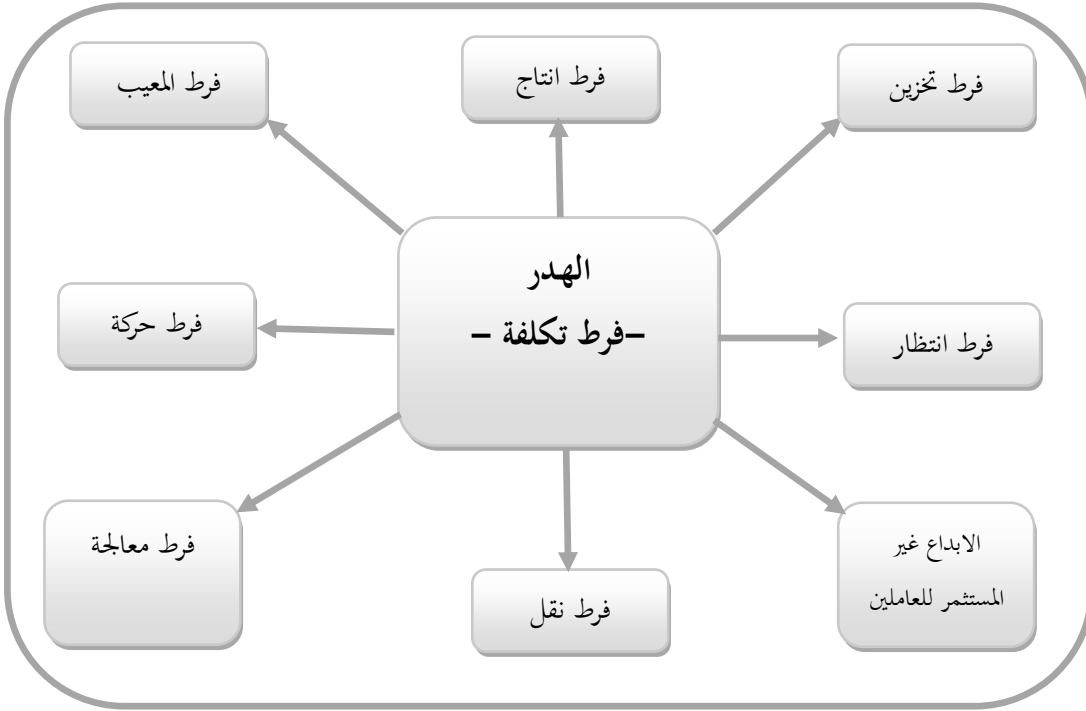 فرط تخزين
فرط انتاج
فرط المعيب
الهدر
–فرط تكلفة –
فرط انتظار
فرط حركة
الابداع غير
المستثمر للعاملين
فرط نقل
فرط معالجة